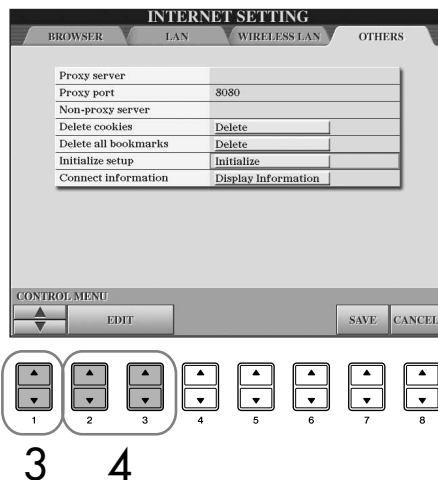 INTERNET SETTING
BROWSER LAN WIRELESS LAN OTHERS
Proxy server
Proxy port 8080
Non-proxy server
Delete cookies Delete
Delete all bookmarks Delete
Initialize setup Initialize
Connect information Display Information
CONTROL MENU
EDIT SAVE CANCEL
1 2 3 4 5 6 7 8
3 4